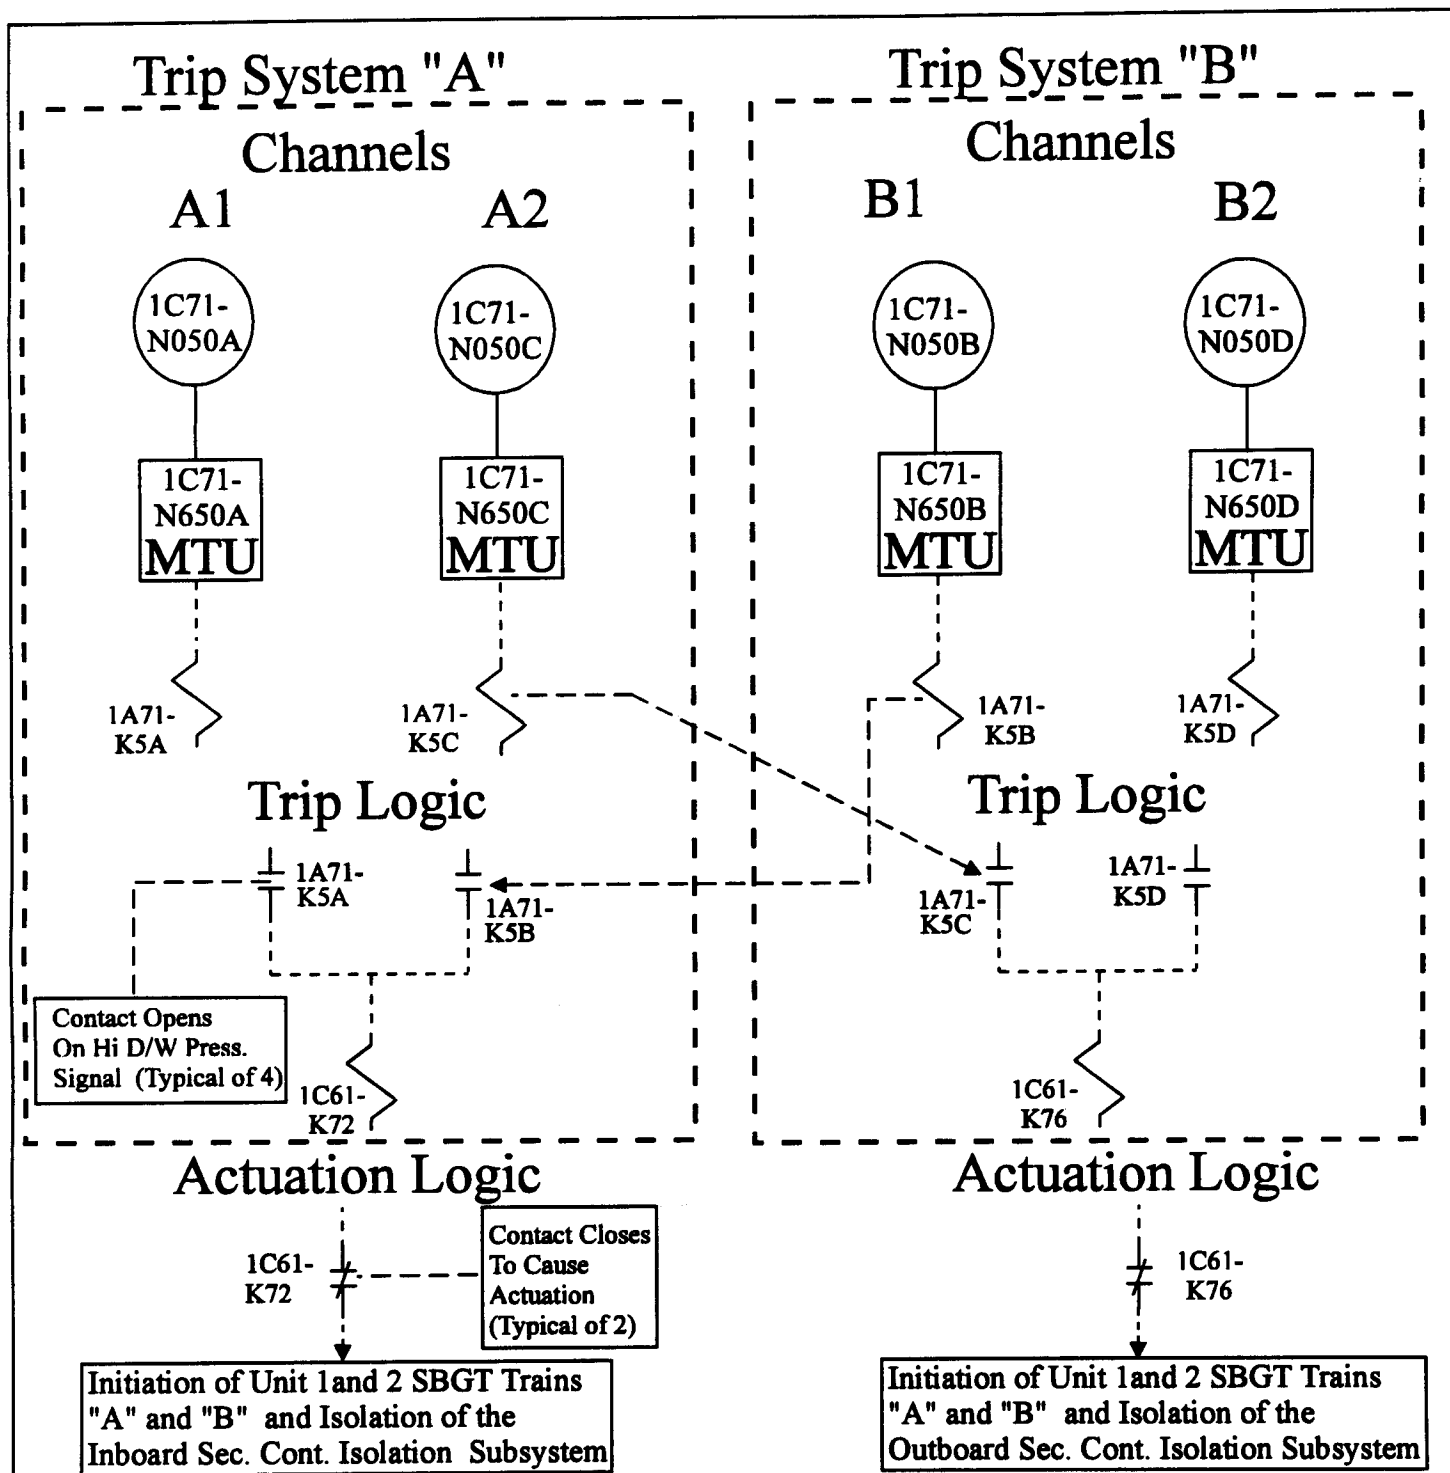 Trip System "A"
Trip System "B"
Channels
Channels
A1
A2
B1
B2
1C71-
N050A
1C71-
N050C
1C71-
N050B
1C71-
N050D
1C71-
N650A
MTU
1C71-
N650C
MTU
1C71-
N650B
MTU
1C71-
N650D
MTU
1A71-
K5A
1A71-
K5C
1A71-
K5B
1A71-
K5D
Trip Logic
Trip Logic
1A71-
K5A
1A71-
K5B
1A71-
K5C
1A71-
K5D
Contact Opens
On Hi D/W Press.
Signal (Typical of 4)
1C61-
K72
1C61-
K76
Actuation Logic
Actuation Logic
1C61-
K72
Contact Closes
To Cause
Actuation
(Typical of 2)
1C61-
K76
Initiation of Unit 1and 2 SBGT Trains
"A" and "B" and Isolation of the
Inboard Sec. Cont. Isolation Subsystem
Initiation of Unit 1and 2 SBGT Trains
"A" and "B" and Isolation of the
Outboard Sec. Cont. Isolation Subsystem